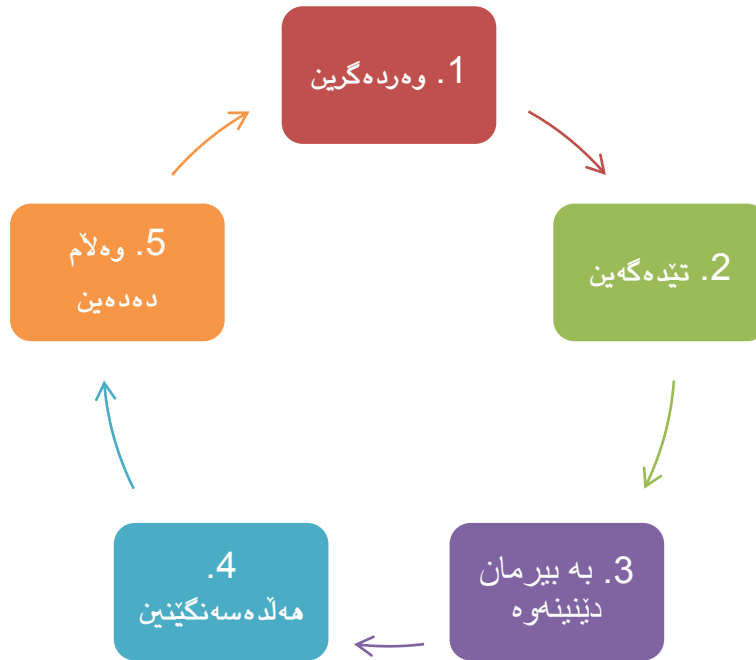 1. وەردەگرین
2. تێدەگەین
3. بە بیرمان
دێنینەوە
4.
هەڵدەسەنگێنین
5. وەڵام
دەدەین